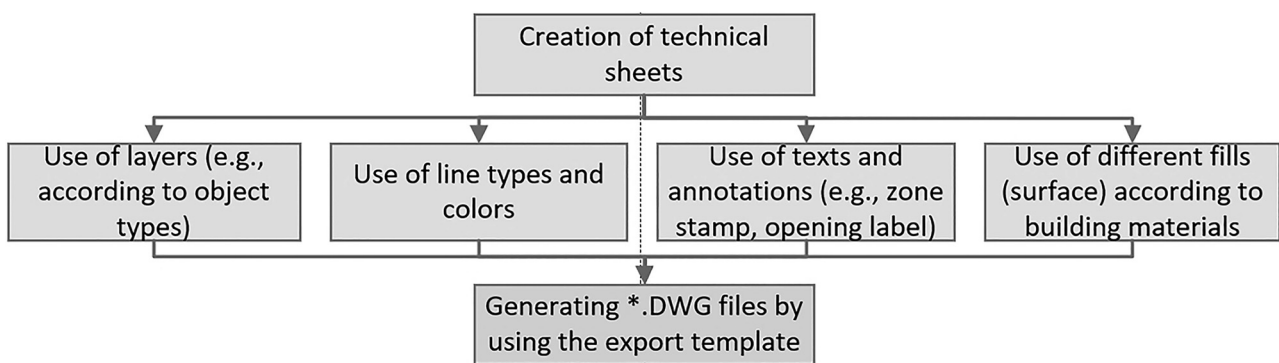 Creation of technical
sheets
Use of layers (e.g.,
according to object
types)
Use of line types and
colors
Use of texts and
annotations (e.g., zone
stamp, opening label)
Use of different fills
(surface) according to
building materials
Generating *.DWG files by
using the export template